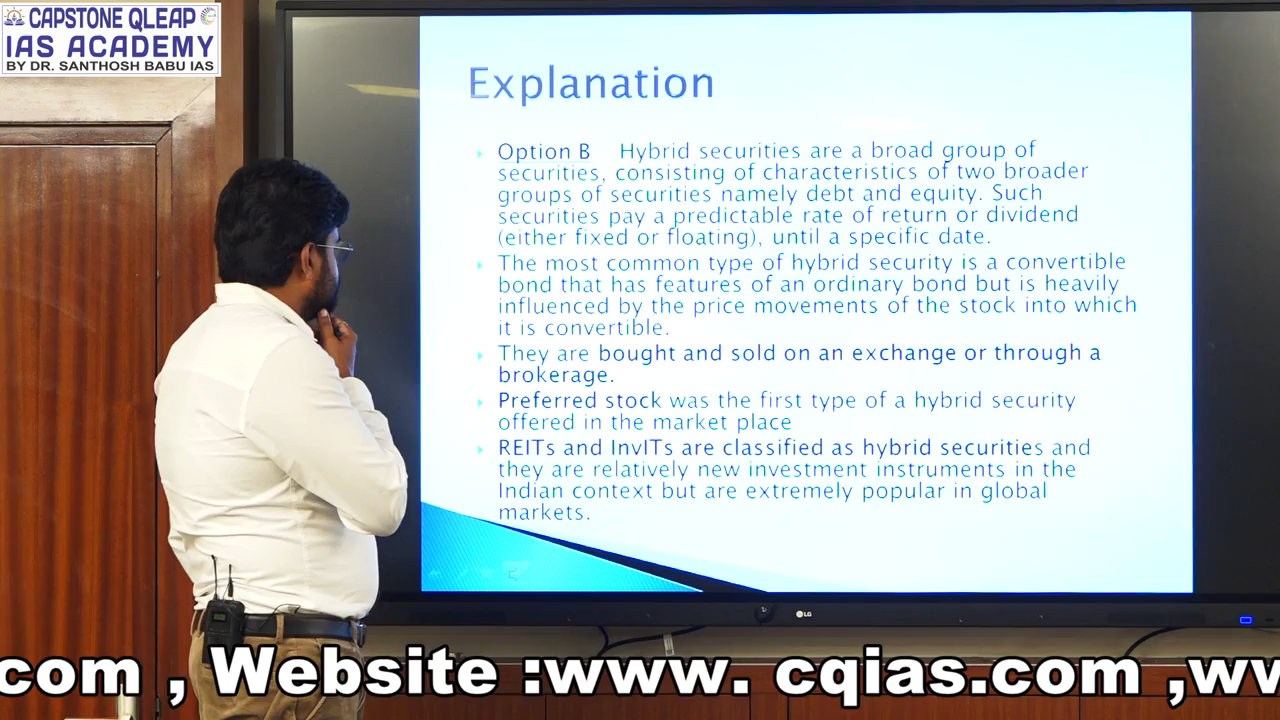 CAPSTONE QLEAP
IAS ACADEMY
BY DR. SANTHOSH BABU IAS
Explanation
Option B Hybrid securities are a broad group of
securities, consisting of characteristics of two broader
groups of securities namely debt and equity. Such
securities pay a predictable rate of return or dividend
(either fixed or floating), until a specific date.
The most common type of hybrid security is a convertible
bond that has features of an ordinary bond but is heavily
influenced by the price movements of the stock into which
it is convertible.
They are bought and sold on an exchange or through a
brokerage.
Preferred stock was the first type of a hybrid security
offered in the market place
REITs and InvITs are classified as hybrid securities and
they are relatively new investment instruments in the
Indian context but are extremely popular in global
markets.
LG
com , Website :www. cqias.com ,ww